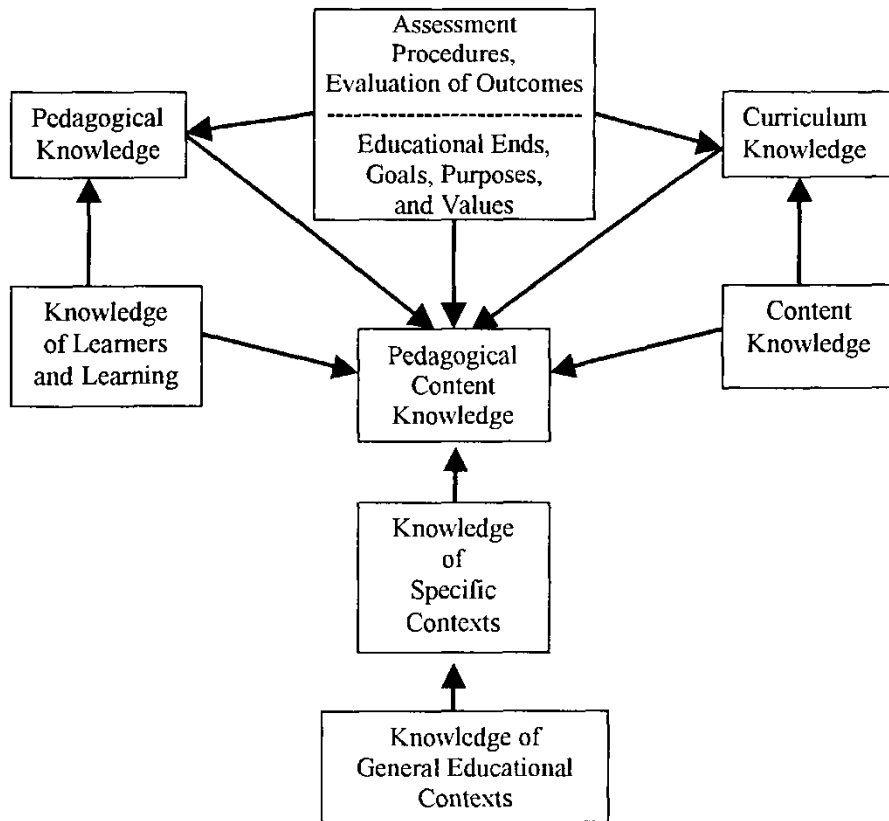 Assessment
Procedures,
Evaluation of Outcomes
Educational Ends,
Goals, Purposes,
and Values
Pedagogical
Knowledge
Curriculum
Knowledge
Knowledge
of Learners
and Learning
Content
Knowledge
Pedagogical
Content
Knowledge
Knowledge
of
Specific
Contexts
Knowledge of
General Educational
Contexts